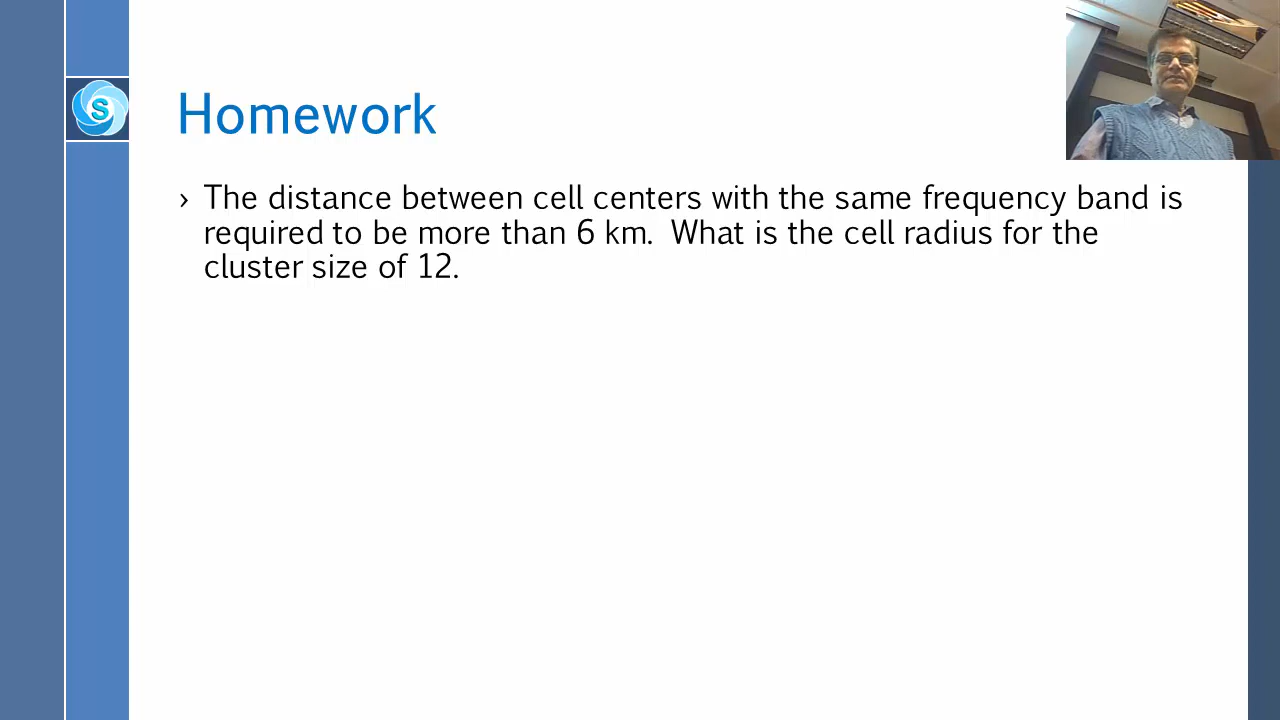 S
Homework
› The distance between cell centers with the same frequency band is
required to be more than 6 km.  What is the cell radius for the
cluster size of 12.